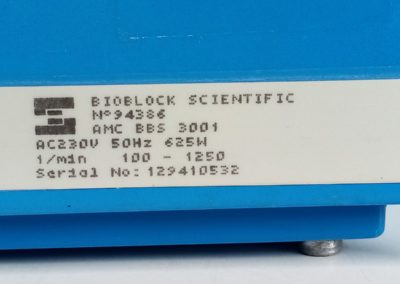 BIOBLOCK SCIENTIFIC
N°94386
AMC BBS 3001
AC230V 50Hz 625W
1/min 100 - 1250
Serial No: 129410532